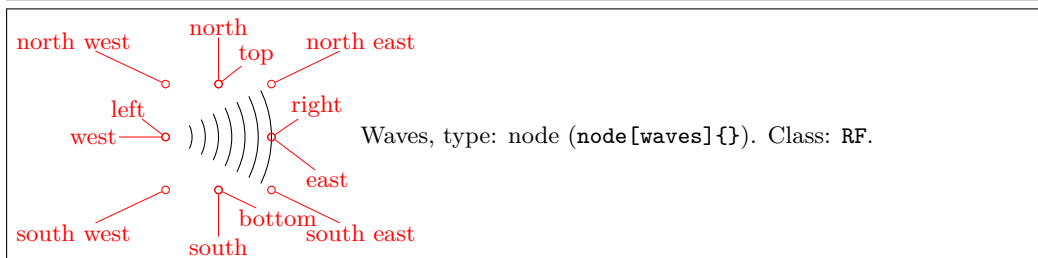 north
north west
north east
top
left
right
west
Waves, type: node (node[waves]{}). Class: RF.
east
bottom
south west
south east
south